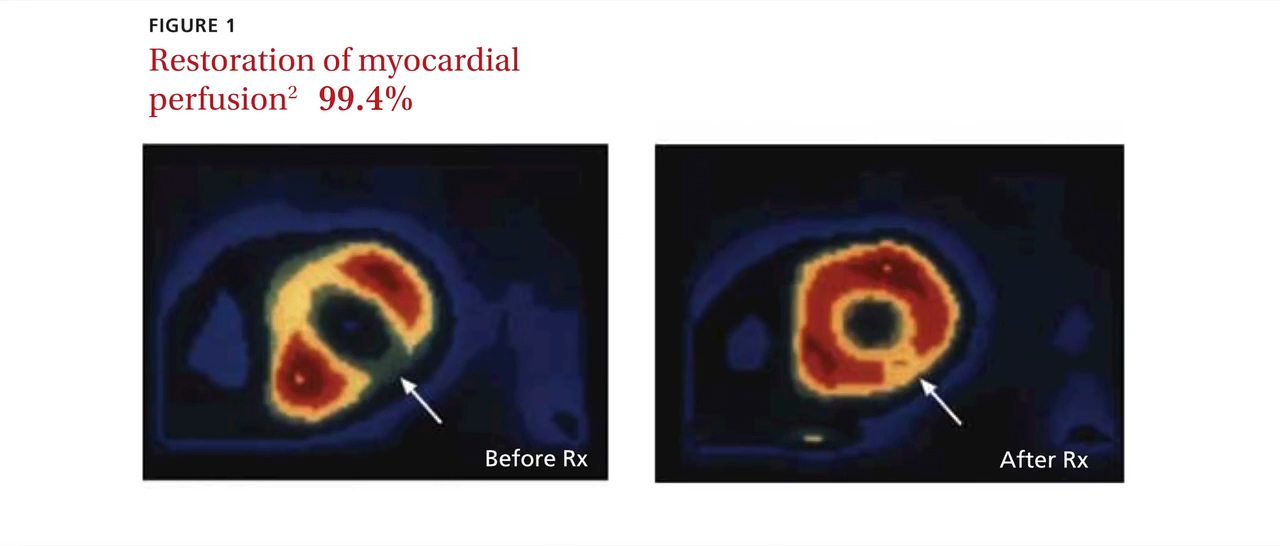 FIGURE 1
Restoration of myocardial
perfusion² 99.4%
Before Rx
After Rx